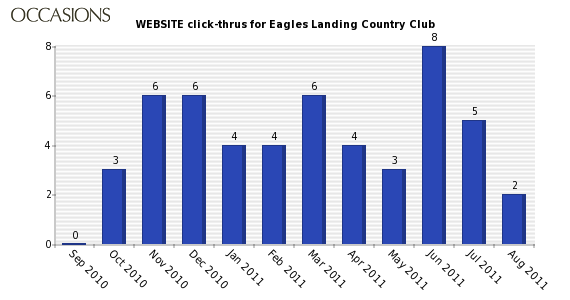 OCCASIONS
WEBSITE click-thrus for Eagles Landing Country Club
8
6
4
2
0
0
3
6
6
4
4
6
4
3
8
5
2
Sep 2010
Oct 2010
Nov 2010
Dec 2010
Jan 2011
Feb 2011
Mar 2011
Apr 2011
May 2011
Jun 2011
Jul 2011
Aug 2011